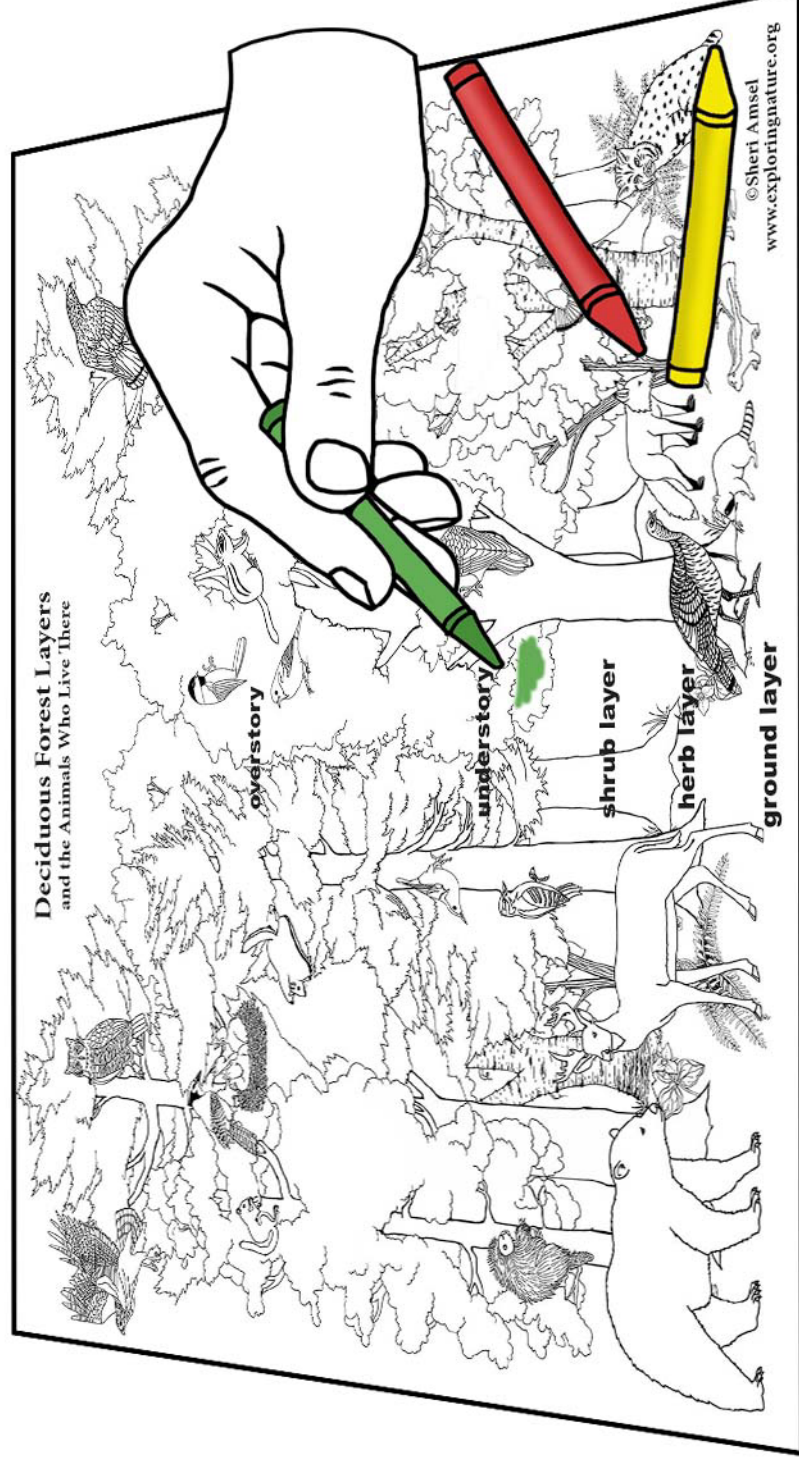 Deciduous Forest Layers
and the Animals Who Live There
overstory
understory
shrub layer
herb layer
ground layer
©Sheri Amsel
www.exploringnature.org